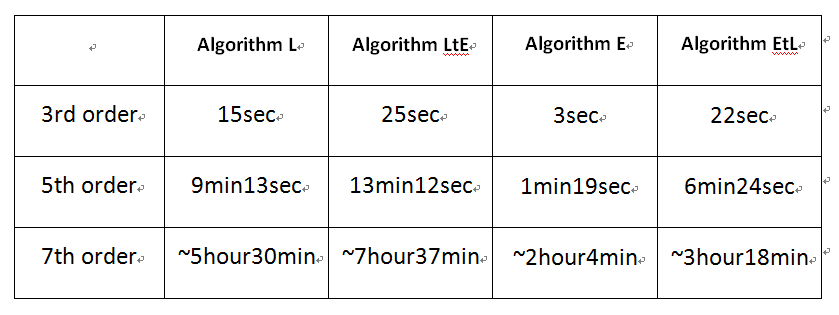 Algorithm L Algorithm LtE Algorithm E Algorithm EtL
3rd order 15sec 25sec 3sec 22sec
5th order 9min13sec 13min12sec 1min19sec 6min24sec
7th order ~5hour30min ~7hour37min ~2hour4min ~3hour18min